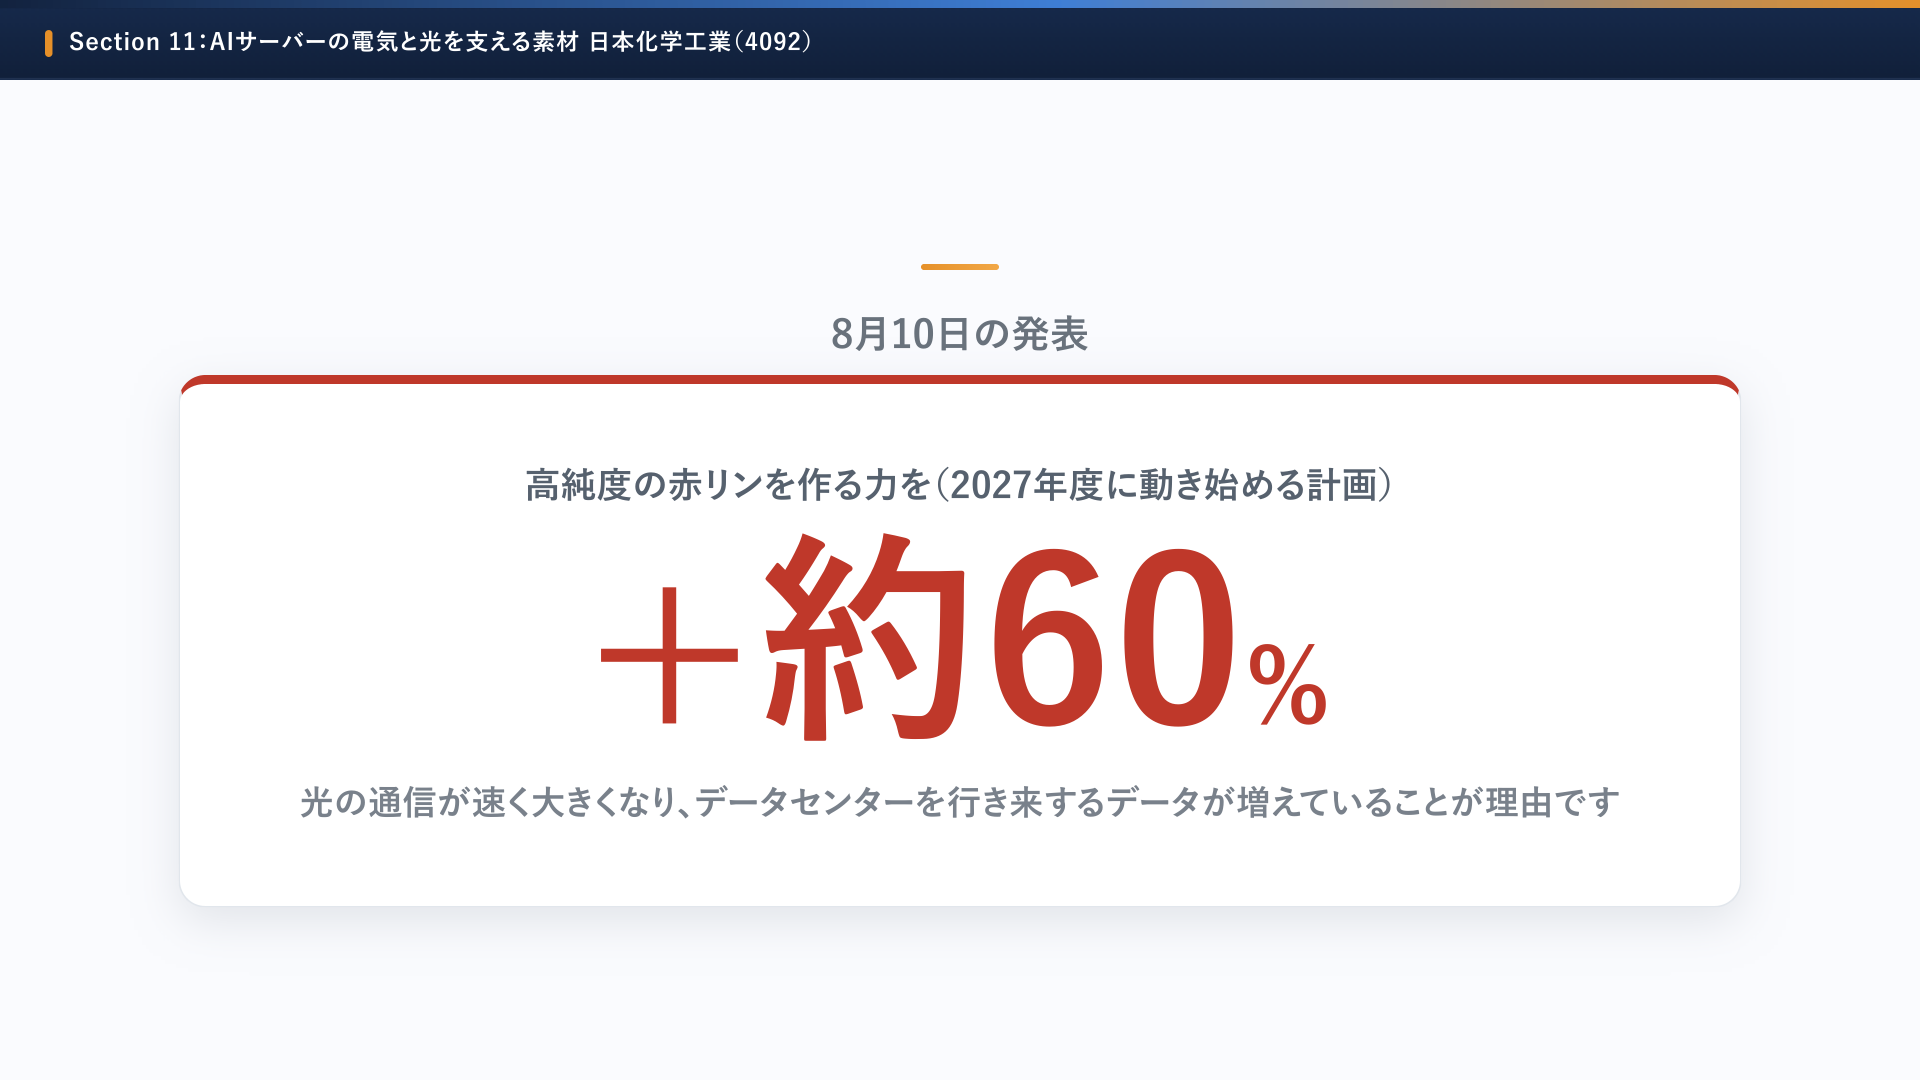 Section 11：AIサーバーの電気と光を支える素材 日本化学工業（4092）
8月10日の発表
高純度の赤リンを作る力を（2027年度に動き始める計画）
＋約60%
光の通信が速く大きくなり、データセンターを行き来するデータが増えていることが理由です